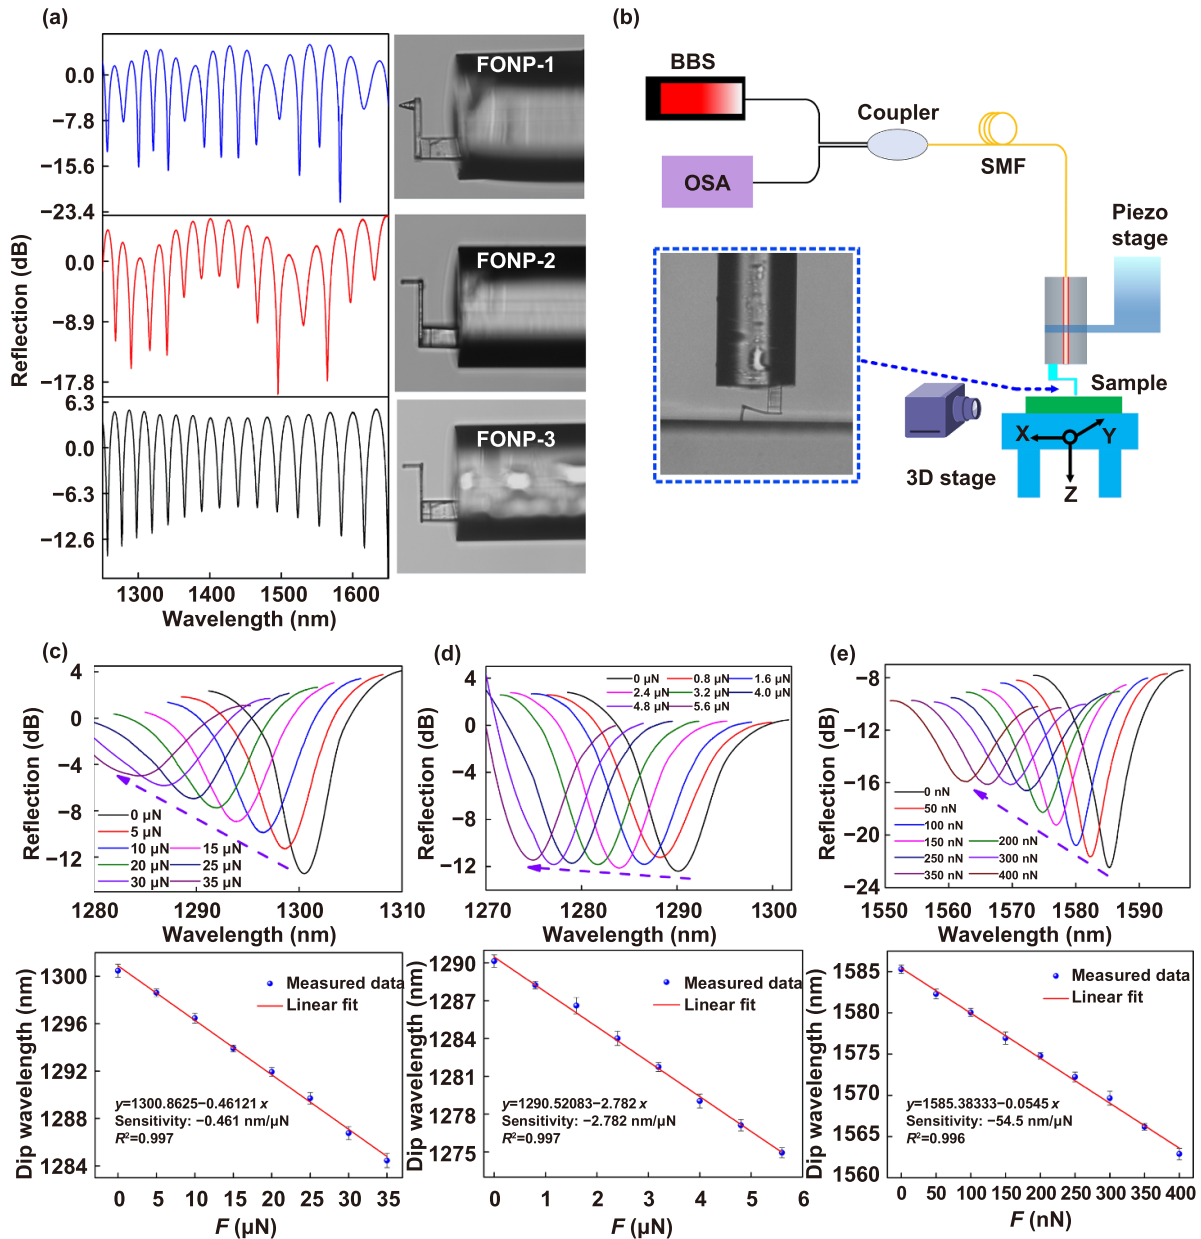 (a)
0.0
−7.8
−15.6
−23.4
0.0
−8.9
−17.8
6.3
0.0
−6.3
−12.6
Reflection (dB)
1300 1400 1500 1600
Wavelength (nm)
FONP-1
FONP-2
FONP-3
(b)
BBS
OSA
Coupler
SMF
Piezo
stage
Sample
3D stage
X
Y
Z
(c)
4
0
−4
−8
−12
Reflection (dB)
0 μN
5 μN
10 μN 15 μN
20 μN 25 μN
30 μN 35 μN
1280 1290 1300 1310
Wavelength (nm)
1300
1296
1292
1288
1284
Dip wavelength (nm)
Measured data
Linear fit
y=1300.8625−0.46121 x
Sensitivity: −0.461 nm/μN
R²=0.997
0 5 10 15 20 25 30 35
F (μN)
(d)
4
0
−4
−8
−12
Reflection (dB)
0 μN 0.8 μN 1.6 μN
2.4 μN 3.2 μN 4.0 μN
4.8 μN 5.6 μN
1270 1280 1290 1300
Wavelength (nm)
1290
1287
1284
1281
1278
1275
Dip wavelength (nm)
Measured data
Linear fit
y=1290.52083−2.782 x
Sensitivity: −2.782 nm/μN
R²=0.997
0 1 2 3 4 5 6
F (μN)
(e)
−8
−12
−16
−20
−24
Reflection (dB)
0 nN
50 nN
100 nN
150 nN 200 nN
250 nN 300 nN
350 nN 400 nN
1550 1560 1570 1580 1590
Wavelength (nm)
1585
1580
1575
1570
1565
1560
Dip wavelength (nm)
Measured data
Linear fit
y=1585.38333−0.0545 x
Sensitivity: −54.5 nm/μN
R²=0.996
0 50 100 150 200 250 300 350 400
F (nN)